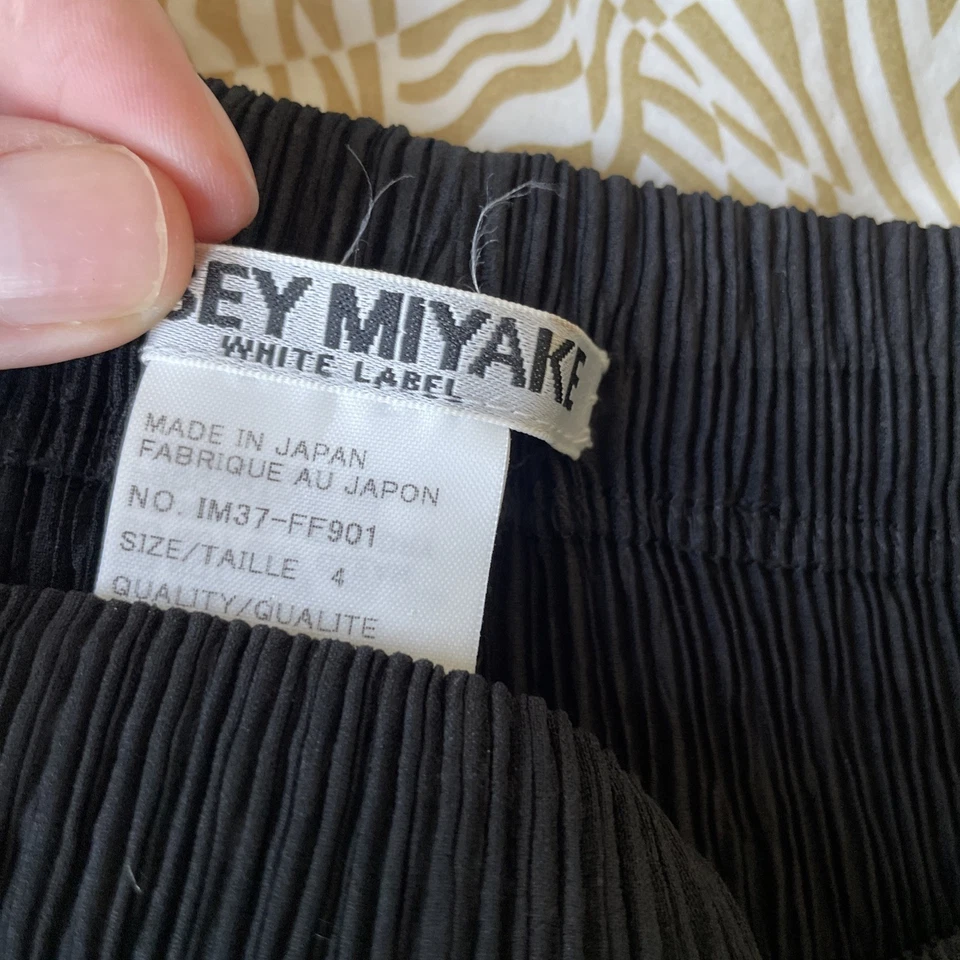 SEY MIYAKE
WHITE LABEL
MADE IN JAPAN
FABRIQUE AU JAPON
NO. IM37-FF901
SIZE/TAILLE 4
QUALITY/QUALITE